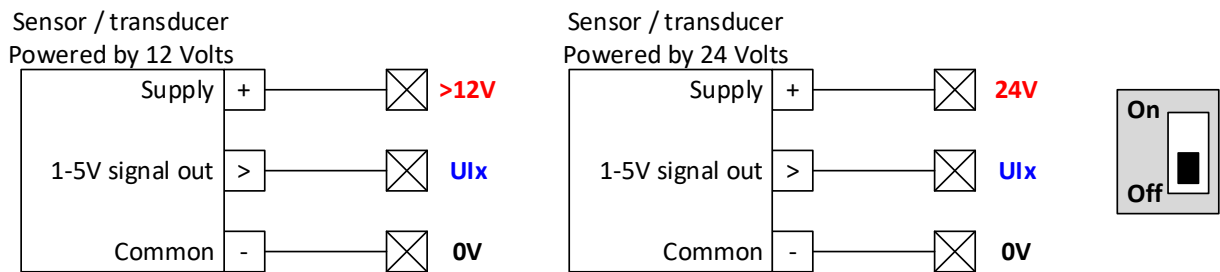 Sensor / transducer
Powered by 12 Volts
Supply + >12V
1-5V signal out > UIx
Common - 0V
Sensor / transducer
Powered by 24 Volts
Supply + 24V
1-5V signal out > UIx
Common - 0V
On
Off